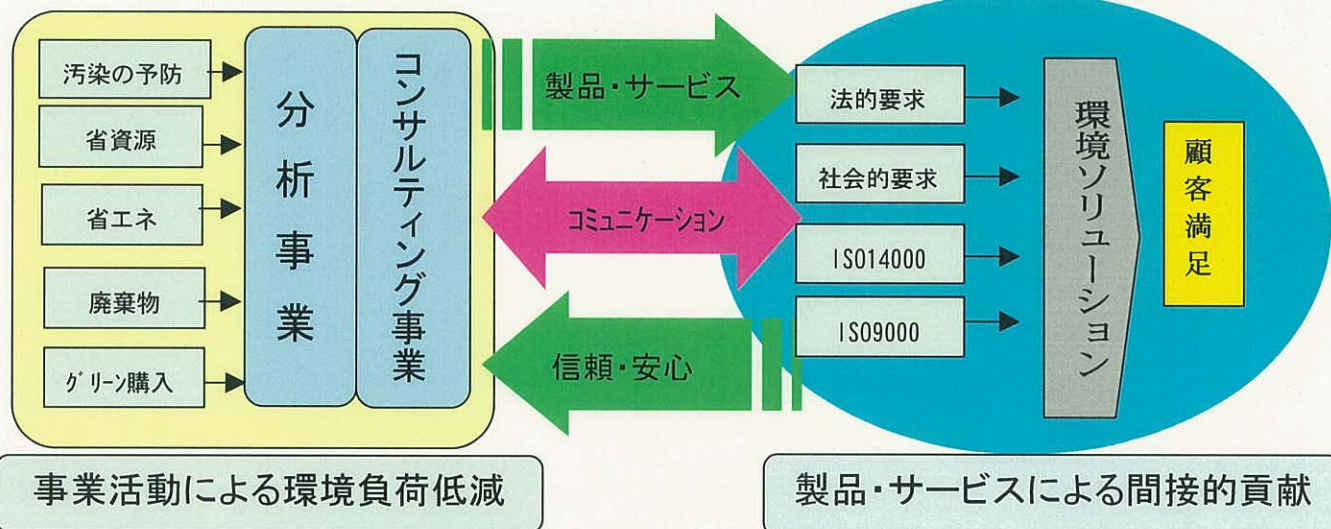 汚染の予防
省資源
省エネ
廃棄物
グリーン購入
分析事業
コンサルティング事業
製品・サービス
コミュニケーション
信頼・安心
法的要求
社会的要求
ISO14000
ISO9000
環境ソリューション
顧客満足
事業活動による環境負荷低減
製品・サービスによる間接的貢献